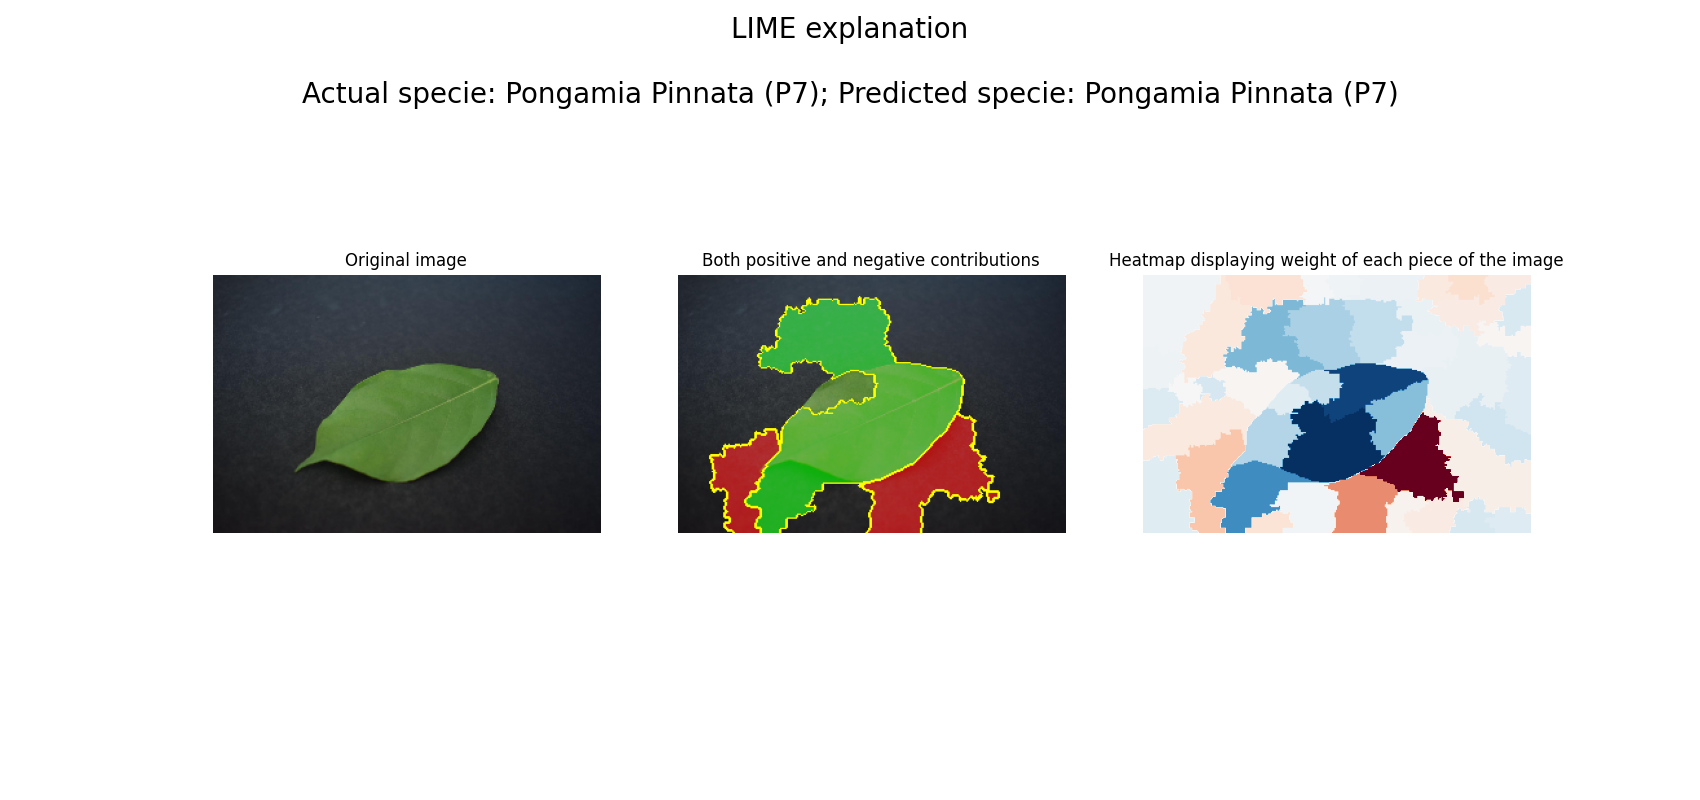 LIME explanation
Actual specie: Pongamia Pinnata (P7); Predicted specie: Pongamia Pinnata (P7)
Original image
Both positive and negative contributions
Heatmap displaying weight of each piece of the image